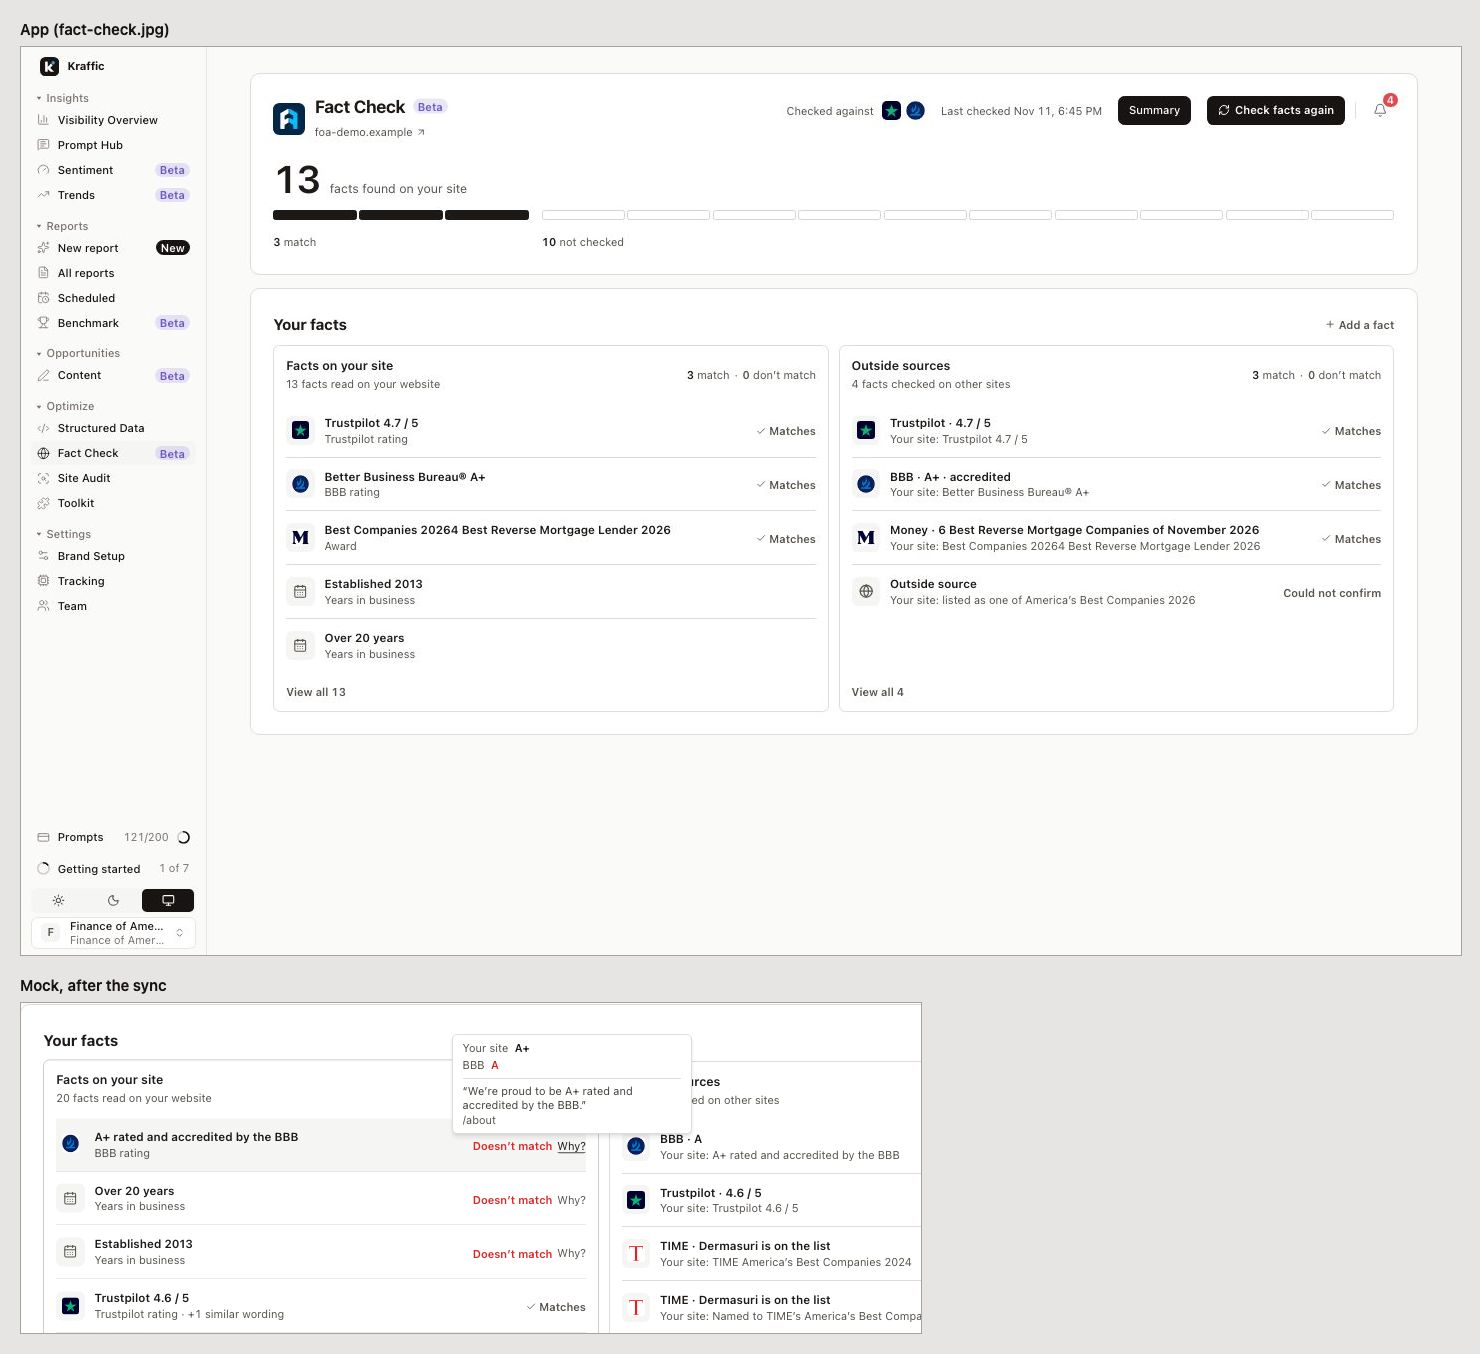 App (fact-check.jpg)
Kraffic
Insights
Visibility Overview
Prompt Hub
Sentiment Beta
Trends Beta
Reports
New report New
All reports
Scheduled
Benchmark Beta
Opportunities
Content Beta
Optimize
Structured Data
Fact Check Beta
Site Audit
Toolkit
Settings
Brand Setup
Tracking
Team
Prompts 121/200
Getting started 1 of 7
F
Finance of Ame...
Finance of Amer...
Fact Check Beta
foa-demo.example
Checked against
Last checked Nov 11, 6:45 PM
Summary
Check facts again
4
13 facts found on your site
3 match
10 not checked
Your facts
+ Add a fact
Facts on your site
13 facts read on your website
3 match · 0 don't match
Trustpilot 4.7 / 5
Trustpilot rating
Matches
Better Business Bureau® A+
BBB rating
Matches
M
Best Companies 20264 Best Reverse Mortgage Lender 2026
Award
Matches
Established 2013
Years in business
Over 20 years
Years in business
View all 13
Outside sources
4 facts checked on other sites
3 match · 0 don't match
Trustpilot · 4.7 / 5
Your site: Trustpilot 4.7 / 5
Matches
BBB · A+ · accredited
Your site: Better Business Bureau® A+
Matches
M
Money · 6 Best Reverse Mortgage Companies of November 2026
Your site: Best Companies 20264 Best Reverse Mortgage Lender 2026
Matches
Outside source
Your site: listed as one of America's Best Companies 2026
Could not confirm
View all 4
Mock, after the sync
Your facts
Facts on your site
20 facts read on your website
Your site A+
BBB A
"We're proud to be A+ rated and
accredited by the BBB."
/about
A+ rated and accredited by the BBB
BBB rating
Doesn't match Why?
Over 20 years
Years in business
Doesn't match Why?
Established 2013
Years in business
Doesn't match Why?
Trustpilot 4.6 / 5
Trustpilot rating · +1 similar wording
Matches
urces
ed on other sites
BBB · A
Your site: A+ rated and accredited by the BBB
Trustpilot · 4.6 / 5
Your site: Trustpilot 4.6 / 5
T
TIME · Dermasuri is on the list
Your site: TIME America's Best Companies 2024
T
TIME · Dermasuri is on the list
Your site: Named to TIME's America's Best Compa